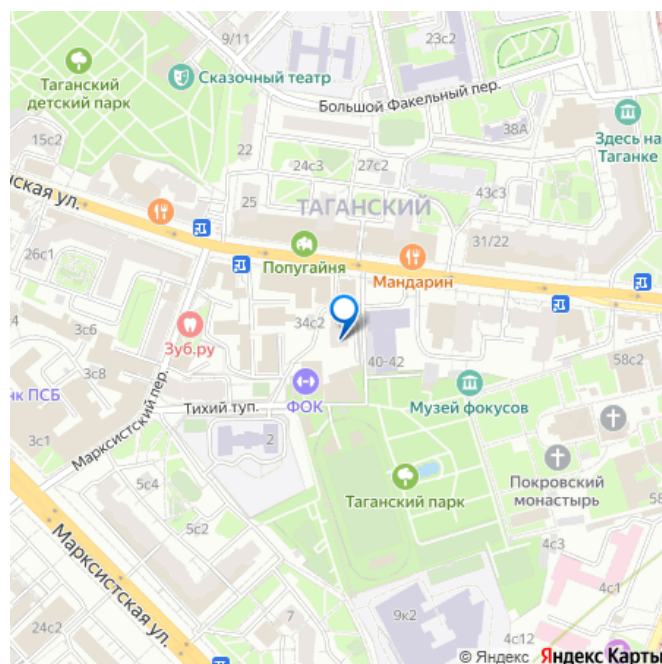 9/11
23с2
Таганский
детский парк
Сказочный театр
Большой Факельный пер.
38А
Здесь на
Таганке
15с2
22
24с3
27с2
43с3
нская ул.
25
ТАГАНСКИЙ
31/22
26с1
Попугайня
Мандарин
34с2
3с6
Зуб.ру
40-42
58с2
3с8
нк ПСБ
Марксистский пер.
Тихий туп.
ФОК
Музей фокусов
3с1
2
Покровский
монастырь
5с4
Таганский парк
58
5с2
4с3
Марксистская ул.
4с1
7
9к2
24с2
4с12
© Яндекс Яндекс Карты